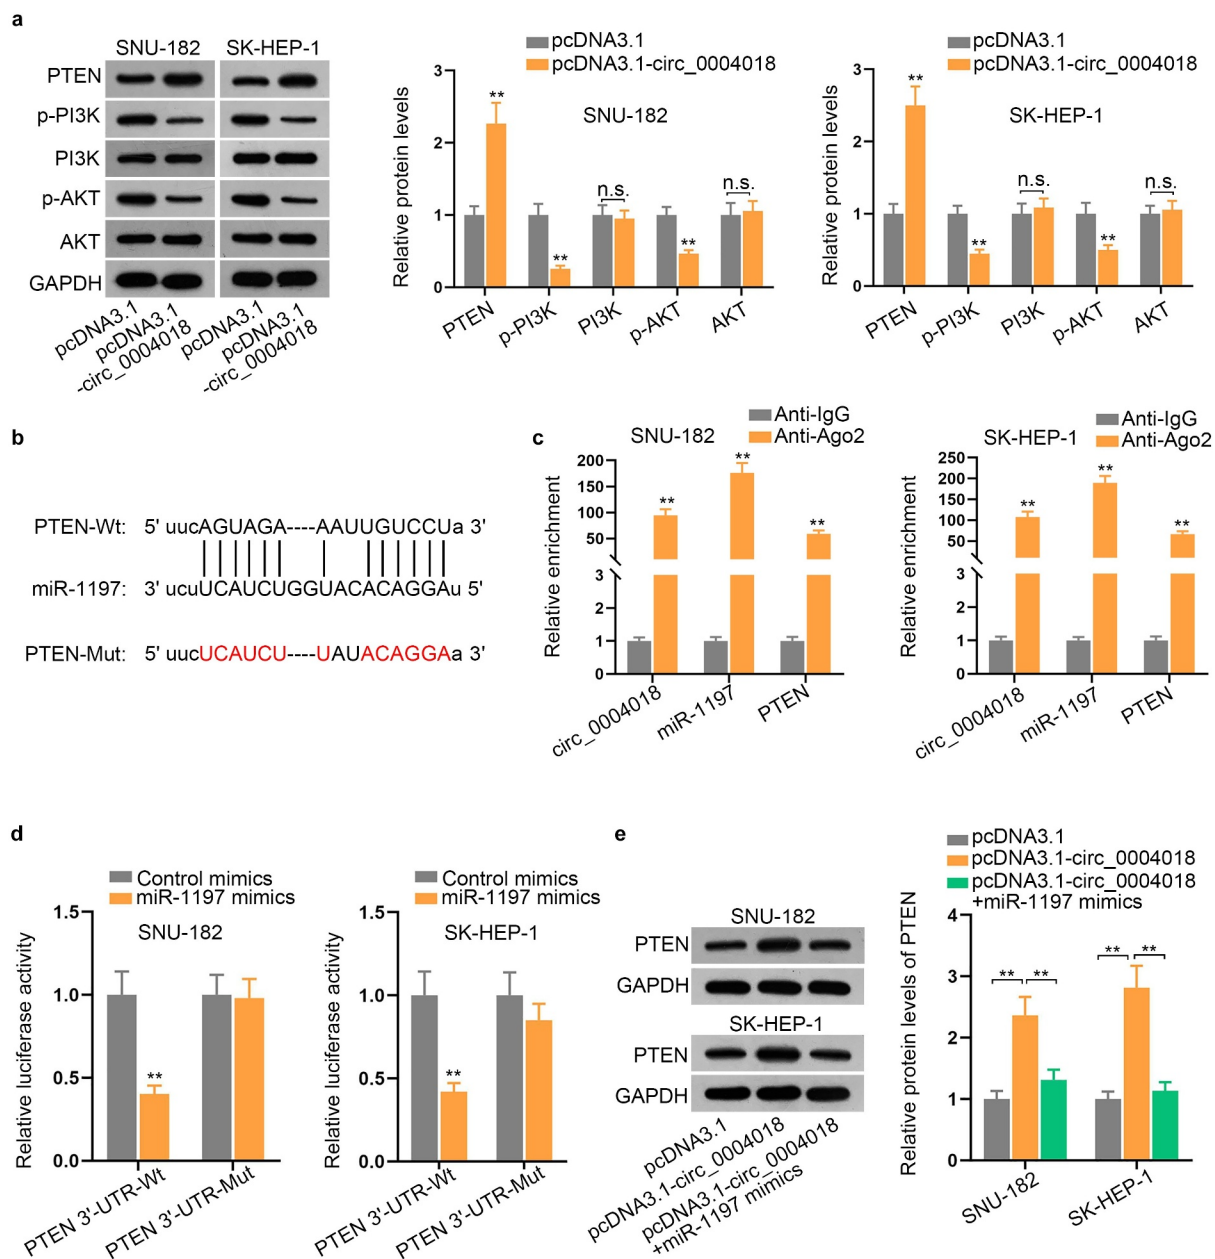 a
SNU-182 SK-HEP-1
PTEN
p-PI3K
PI3K
p-AKT
AKT
GAPDH
pcDNA3.1
pcDNA3.1
-circ_0004018
pcDNA3.1
pcDNA3.1
-circ_0004018
pcDNA3.1
pcDNA3.1-circ_0004018
SNU-182
Relative protein levels
3
2
1
0
**
**
n.s.
**
n.s.
PTEN
p-PI3K
PI3K
p-AKT
AKT
pcDNA3.1
pcDNA3.1-circ_0004018
SK-HEP-1
Relative protein levels
3
2
1
0
**
**
n.s.
**
n.s.
PTEN
p-PI3K
PI3K
p-AKT
AKT
b
PTEN-Wt: 5' uucAGUAGA----AAUUGUCCUa 3'
miR-1197: 3' ucuUCAUCUGGUACACAGGAu 5'
PTEN-Mut: 5' uucUCAUCU----UAUACAGGAa 3'
c
Anti-IgG
Anti-Ago2
SNU-182
Relative enrichment
200
150
100
50
3
2
1
0
**
**
**
circ_0004018
miR-1197
PTEN
Anti-IgG
Anti-Ago2
SK-HEP-1
Relative enrichment
250
200
150
100
50
3
2
1
0
**
**
**
circ_0004018
miR-1197
PTEN
d
Control mimics
miR-1197 mimics
SNU-182
Relative luciferase activity
1.5
1.0
0.5
0.0
**
PTEN 3'-UTR-Wt
PTEN 3'-UTR-Mut
Control mimics
miR-1197 mimics
SK-HEP-1
Relative luciferase activity
1.5
1.0
0.5
0.0
**
PTEN 3'-UTR-Wt
PTEN 3'-UTR-Mut
e
SNU-182
PTEN
GAPDH
SK-HEP-1
PTEN
GAPDH
pcDNA3.1
pcDNA3.1-circ_0004018
pcDNA3.1-circ_0004018
+miR-1197 mimics
pcDNA3.1
pcDNA3.1-circ_0004018
pcDNA3.1-circ_0004018
+miR-1197 mimics
Relative protein levels of PTEN
4
3
2
1
0
** **
** **
SNU-182
SK-HEP-1